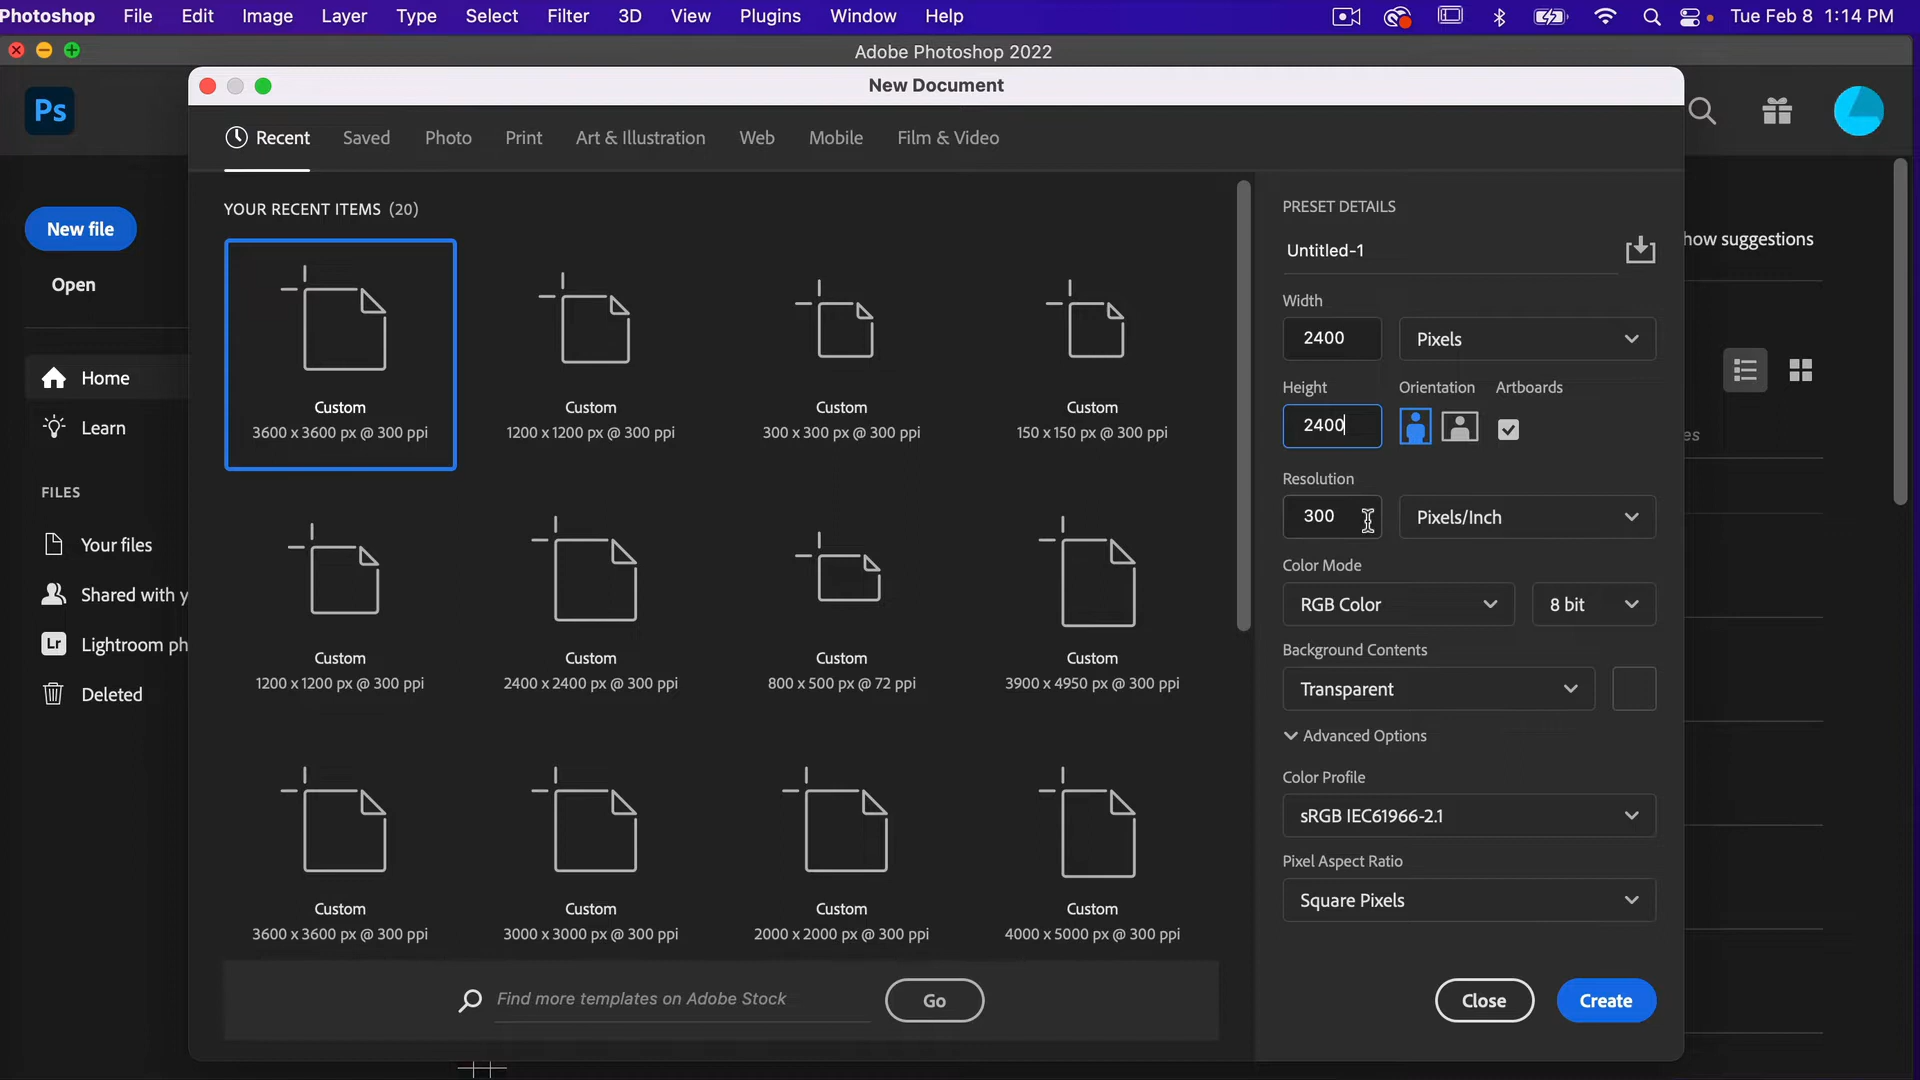 Photoshop File Edit Image Layer Type Select Filter 3D View Plugins Window Help Tue Feb 8 1:14 PM
Adobe Photoshop 2022
New Document
Ps
Recent Saved Photo Print Art & Illustration Web Mobile Film & Video
New file
Open
Home
Learn
FILES
Your files
Shared with y
Lr Lightroom ph
Deleted
YOUR RECENT ITEMS (20)
Custom Custom Custom Custom
3600 x 3600 px @ 300 ppi 1200 x 1200 px @ 300 ppi 300 x 300 px @ 300 ppi 150 x 150 px @ 300 ppi
Custom Custom Custom Custom
1200 x 1200 px @ 300 ppi 2400 x 2400 px @ 300 ppi 800 x 500 px @ 72 ppi 3900 x 4950 px @ 300 ppi
Custom Custom Custom Custom
3600 x 3600 px @ 300 ppi 3000 x 3000 px @ 300 ppi 2000 x 2000 px @ 300 ppi 4000 x 5000 px @ 300 ppi
Find more templates on Adobe Stock Go
PRESET DETAILS
Untitled-1
Width
2400 Pixels
Height Orientation Artboards
2400
Resolution
300 Pixels/Inch
Color Mode
RGB Color 8 bit
Background Contents
Transparent
Advanced Options
Color Profile
sRGB IEC61966-2.1
Pixel Aspect Ratio
Square Pixels
Close Create
how suggestions
es